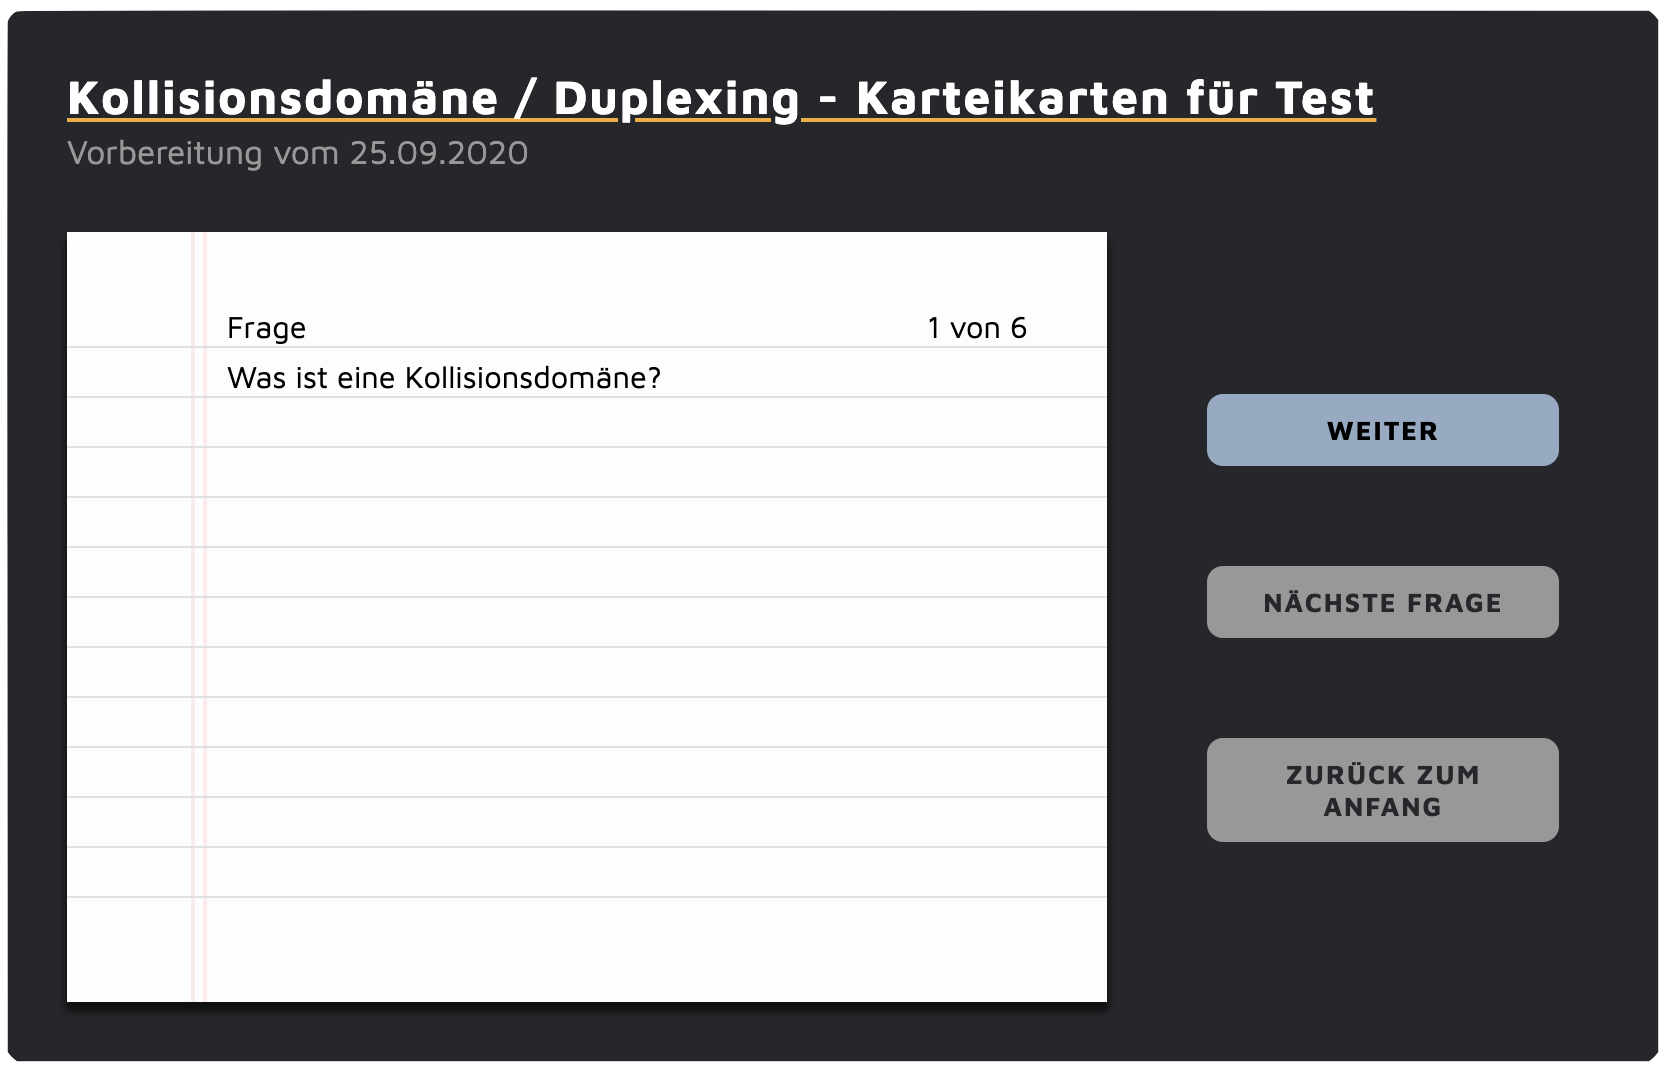 Kollisionsdomäne / Duplexing - Karteikarten für Test
Vorbereitung vom 25.09.2020
Frage 1 von 6
Was ist eine Kollisionsdomäne?
WEITER
NÄCHSTE FRAGE
ZURÜCK ZUM
ANFANG